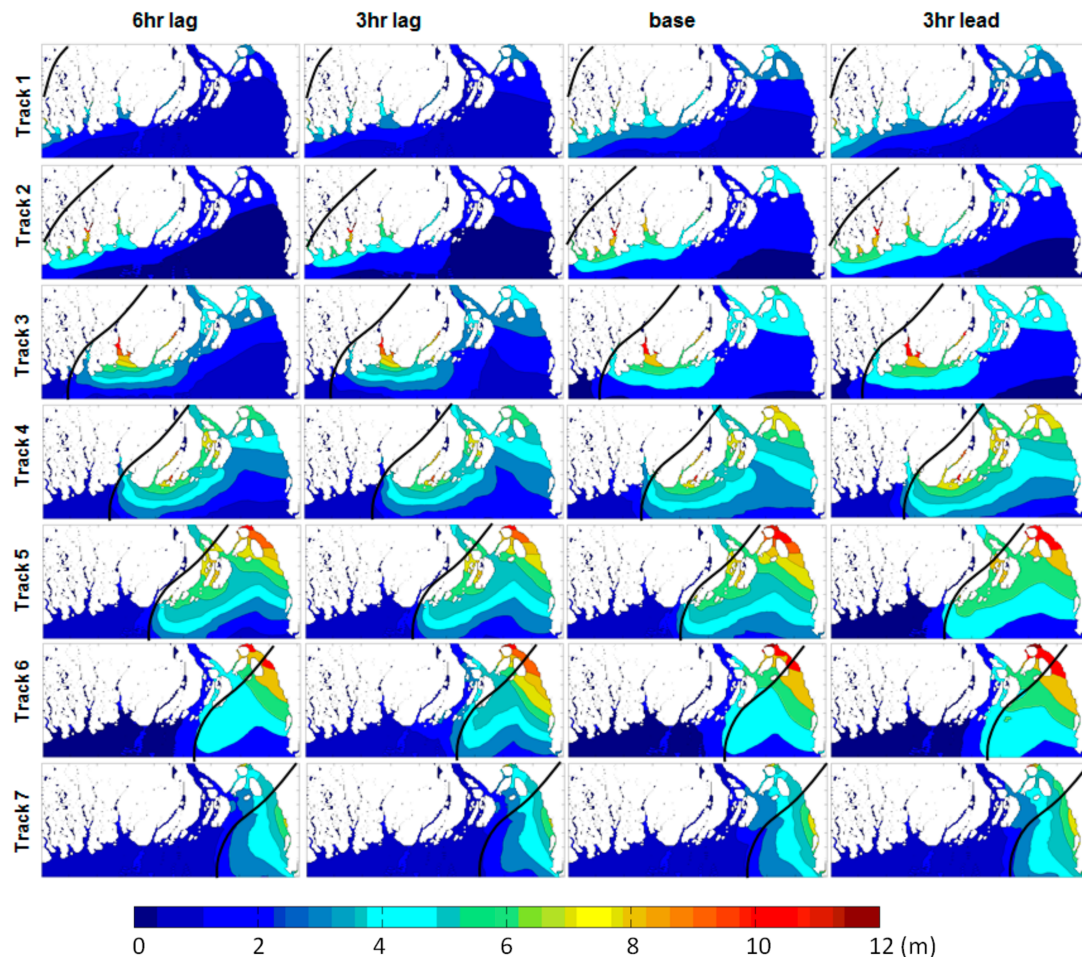 6hr lag 3hr lag base 3hr lead
Track 1
Track 2
Track 3
Track 4
Track 5
Track 6
Track 7
0 2 4 6 8 10 12 (m)